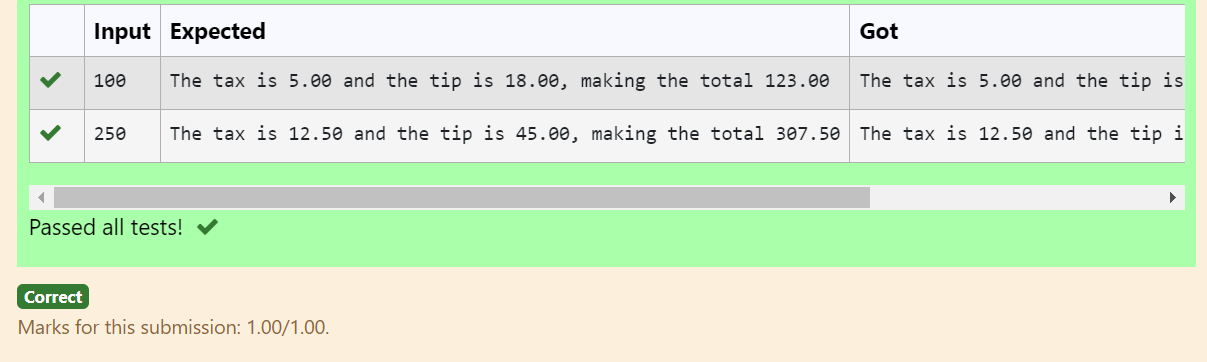 Input Expected Got
100 The tax is 5.00 and the tip is 18.00, making the total 123.00 The tax is 5.00 and the tip is
250 The tax is 12.50 and the tip is 45.00, making the total 307.50 The tax is 12.50 and the tip i
Passed all tests!
Correct
Marks for this submission: 1.00/1.00.